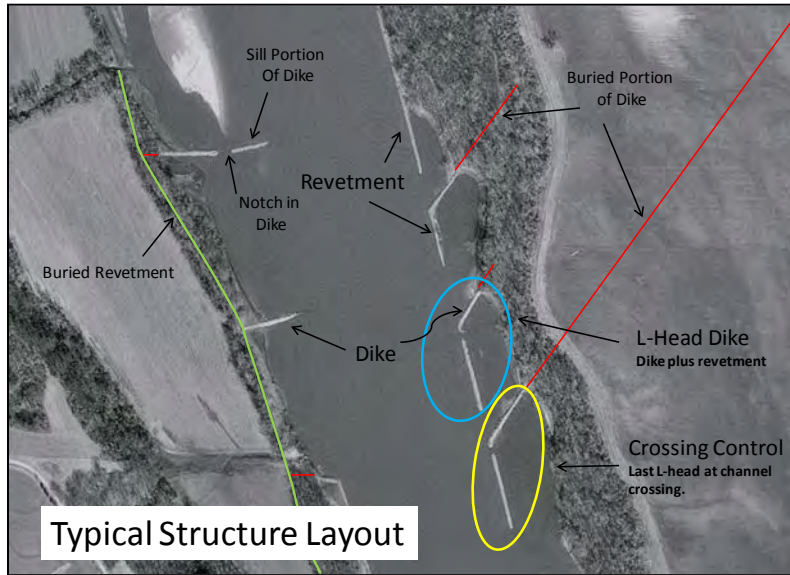 Sill Portion
Of Dike
Buried Portion
of Dike
Revetment
Notch in
Dike
Buried Revetment
Dike
L-Head Dike
Dike plus revetment
Crossing Control
Last L-head at channel
crossing.
Typical Structure Layout